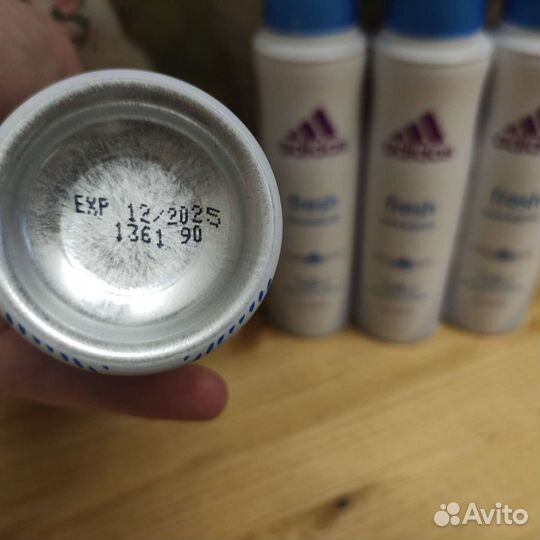 EXP 12/2025
1361 90
adidas
fresh
adidas
fresh
adidas
fresh
Avito